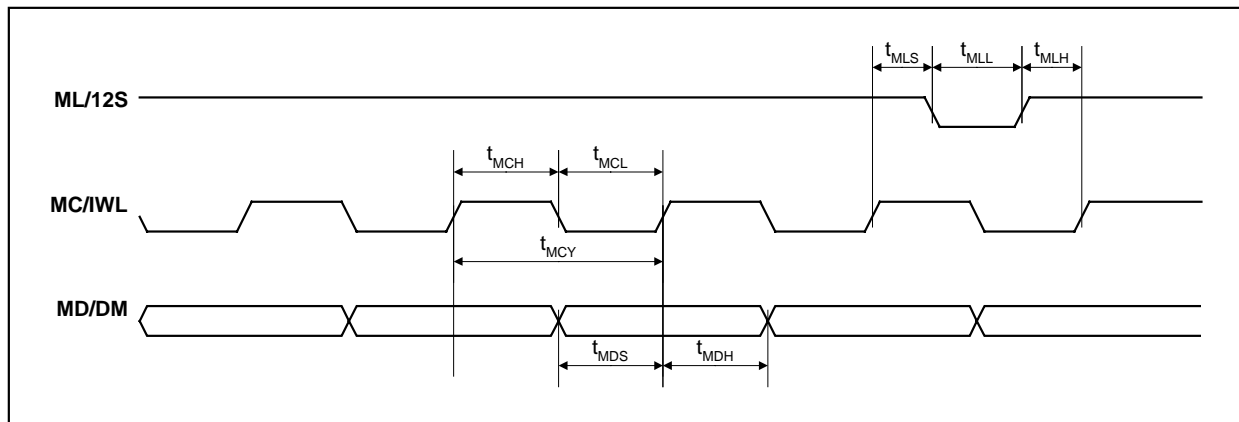 tMLS tMLL tMLH
ML/12S
tMCH tMCL
MC/IWL
tMCY
MD/DM
tMDS tMDH